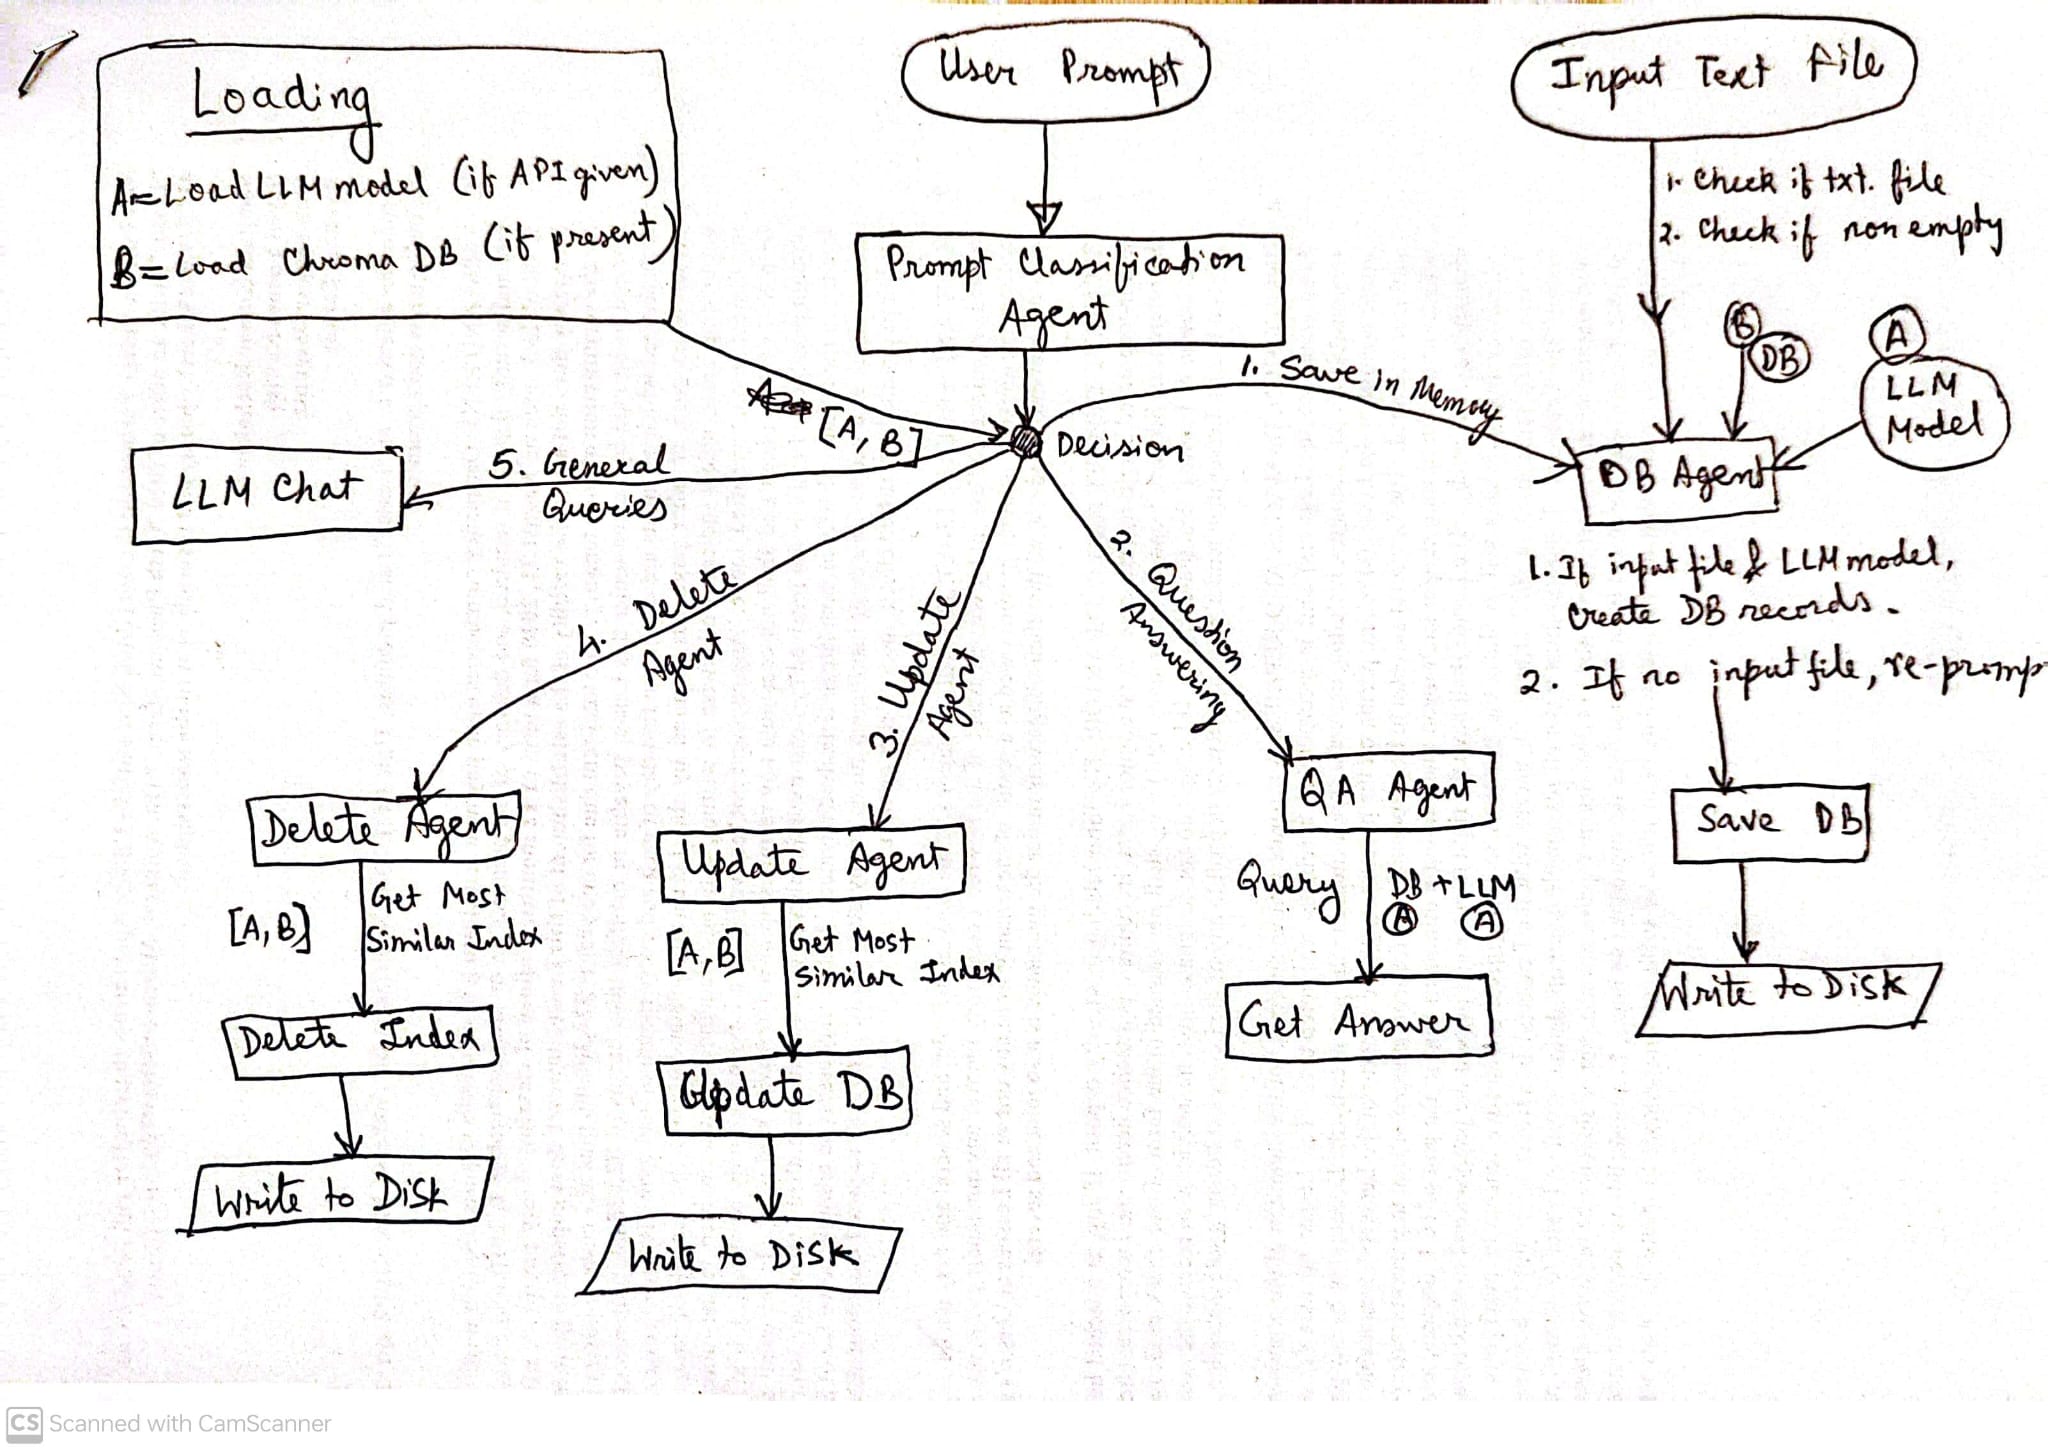 Loading
A=Load LLM model (if API given)
B=Load Chroma DB (if present)
User Prompt
Prompt Classification
Agent
Input Text File
1. Check if txt. file
2. Check if non empty
B
DB
A
LLM
Model
[A, B]
Decision
1. Save in Memory
DB Agent
1. If input file & LLM model,
create DB records.
2. If no input file, re-promp
Save DB
Write to Disk
5. General
Queries
LLM Chat
4. Delete
Agent
Delete Agent
[A, B]
Get Most
Similar Index
Delete Index
Write to Disk
3. Update
Agent
Update Agent
[A, B]
Get Most
Similar Index
Update DB
Write to Disk
2. Question
Answering
QA Agent
Query
DB + LLM
A A
Get Answer
CS Scanned with CamScanner